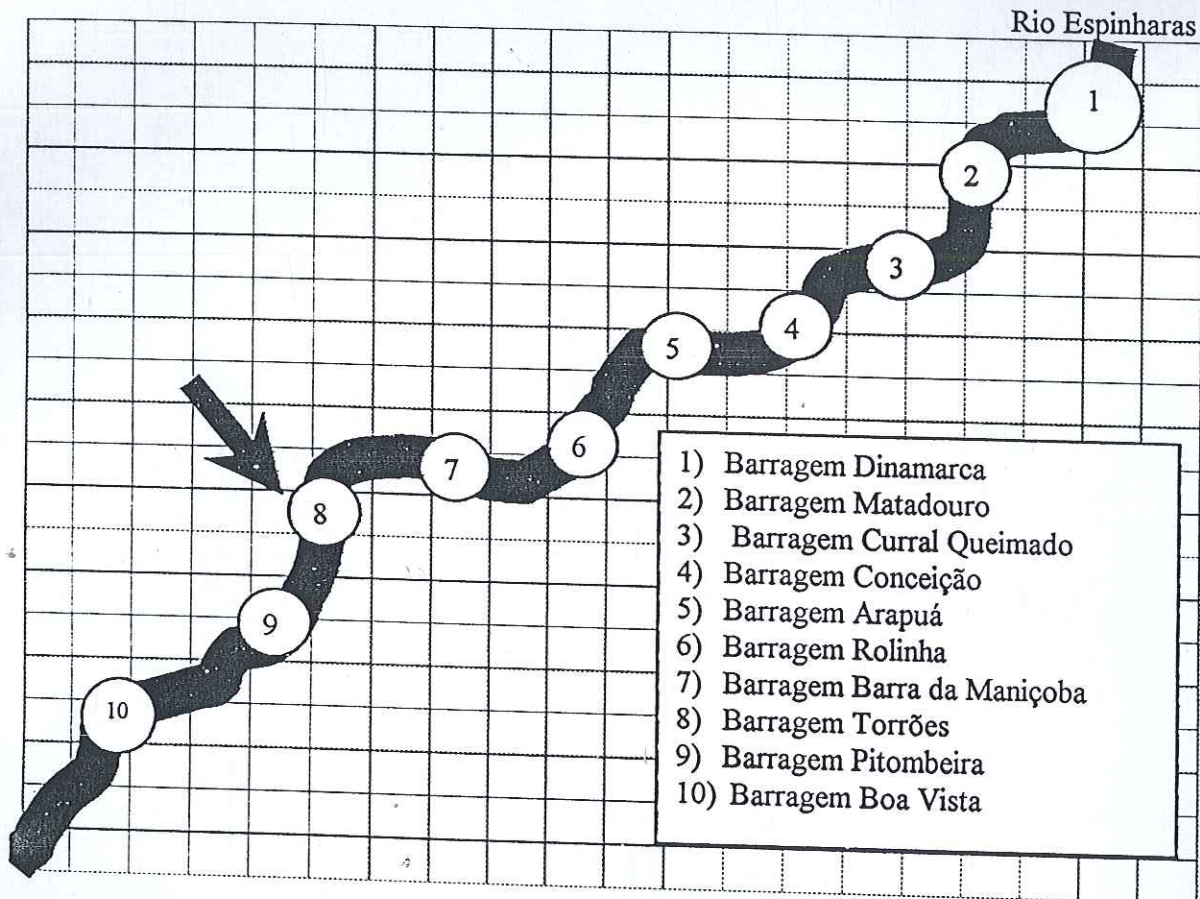 Rio Espinharas
1
2
3
4
5
6
7
8
9
10
1) Barragem Dinamarca
2) Barragem Matadouro
3) Barragem Curral Queimado
4) Barragem Conceição
5) Barragem Arapuá
6) Barragem Rolinha
7) Barragem Barra da Maniçoba
8) Barragem Torrões
9) Barragem Pitombeira
10) Barragem Boa Vista